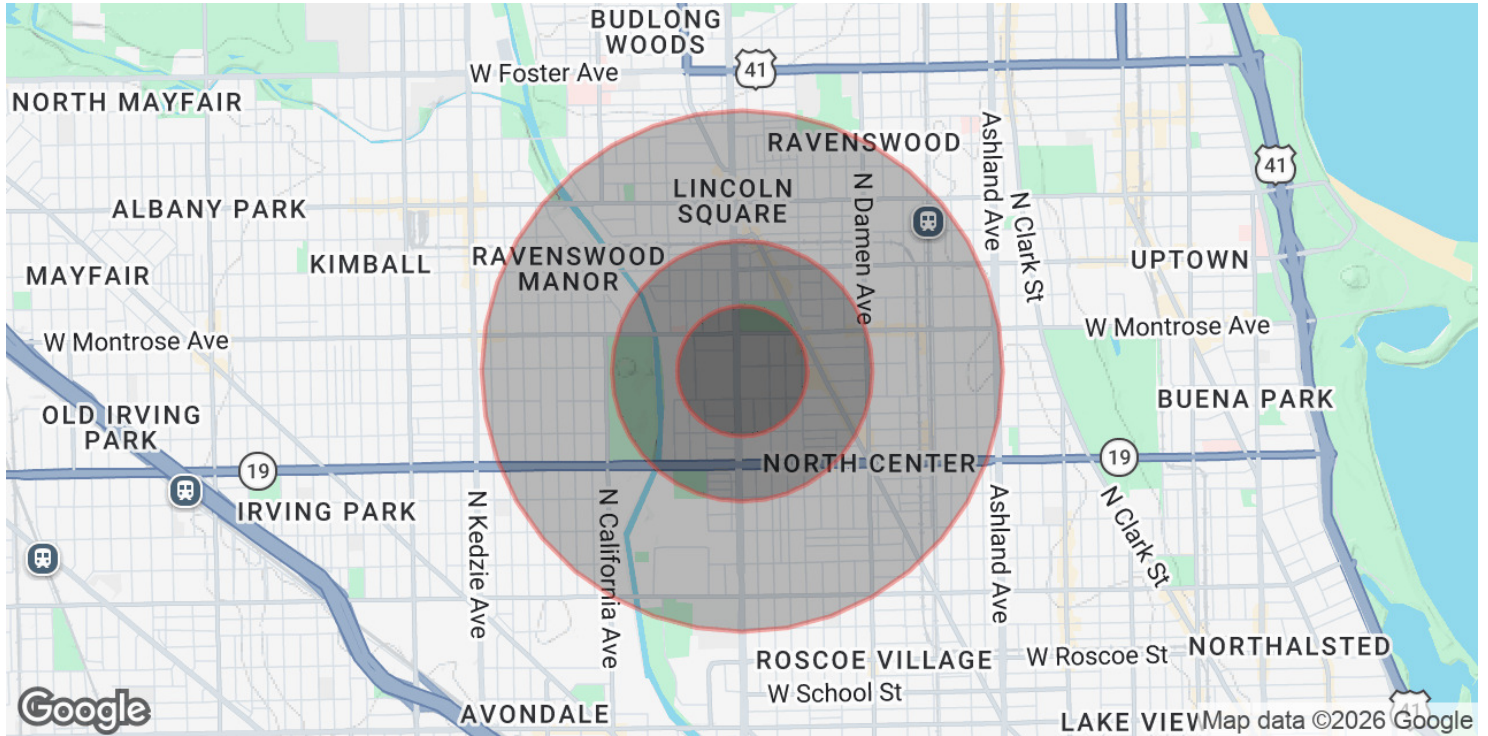 BUDLONG
WOODS
W Foster Ave
41
NORTH MAYFAIR
RAVENSWOOD
Ashland Ave
41
LINCOLN
SQUARE
N Damen Ave
N Clark St
ALBANY PARK
KIMBALL
RAVENSWOOD
MANOR
UPTOWN
MAYFAIR
W Montrose Ave
W Montrose Ave
OLD IRVING
PARK
BUENA PARK
19
NORTH CENTER
19
IRVING PARK
N Kedzie Ave
N California Ave
Ashland Ave
N Clark St
ROSCOE VILLAGE
W Roscoe St
NORTHALSTED
W School St
Google
AVONDALE
LAKE VIEW
41
Map data ©2026 Google